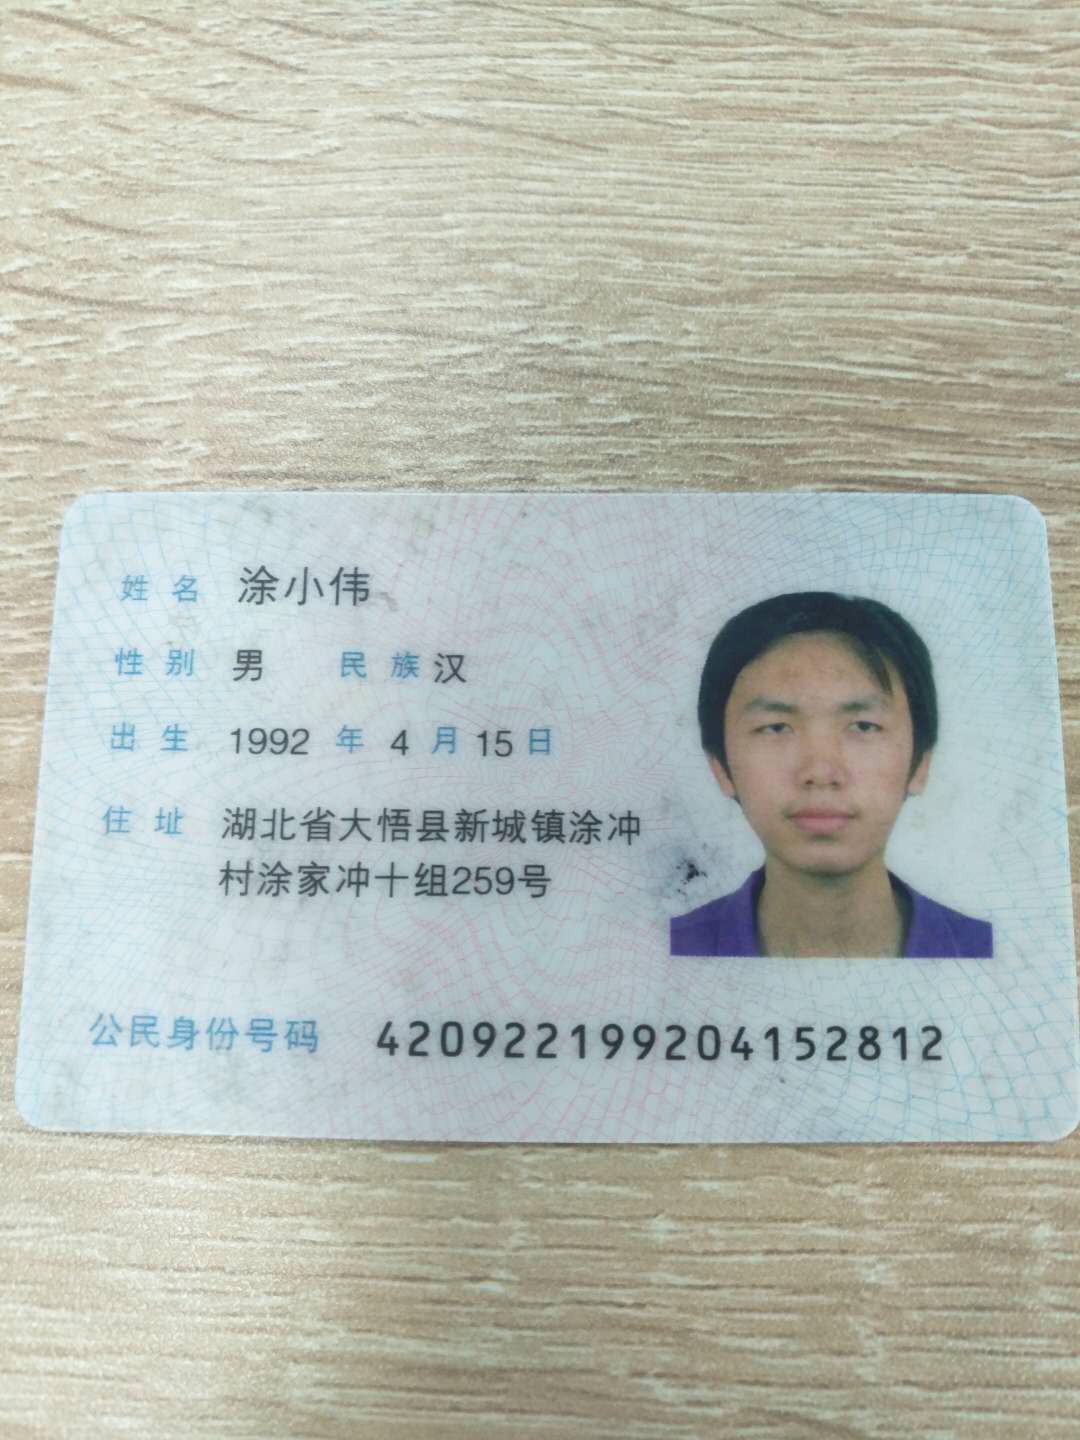 姓名 涂小伟
性别 男 民族 汉
出生 1992 年 4 月 15 日
住址 湖北省大悟县新城镇涂冲
村涂家冲十组259号
公民身份号码 420922199204152812